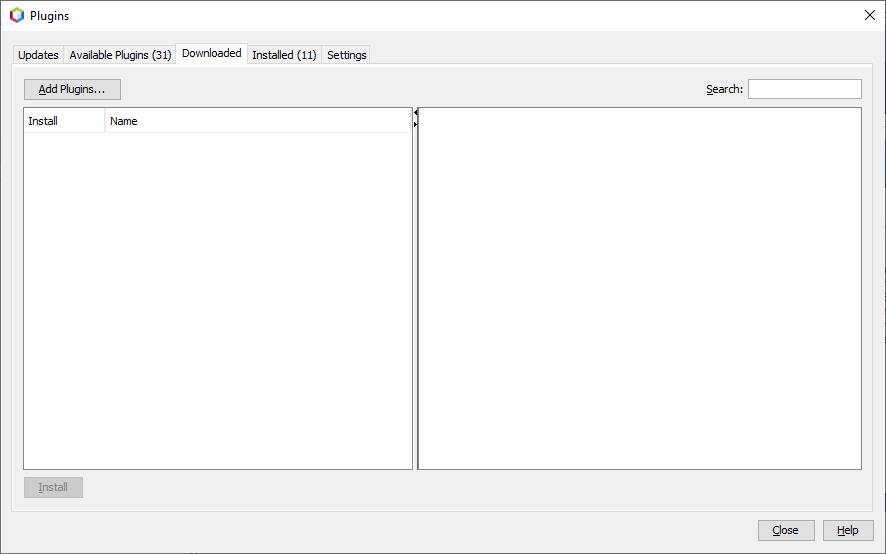 Plugins
Updates Available Plugins (31) Downloaded Installed (11) Settings
Add Plugins... Search:
Install Name
Install
Close Help